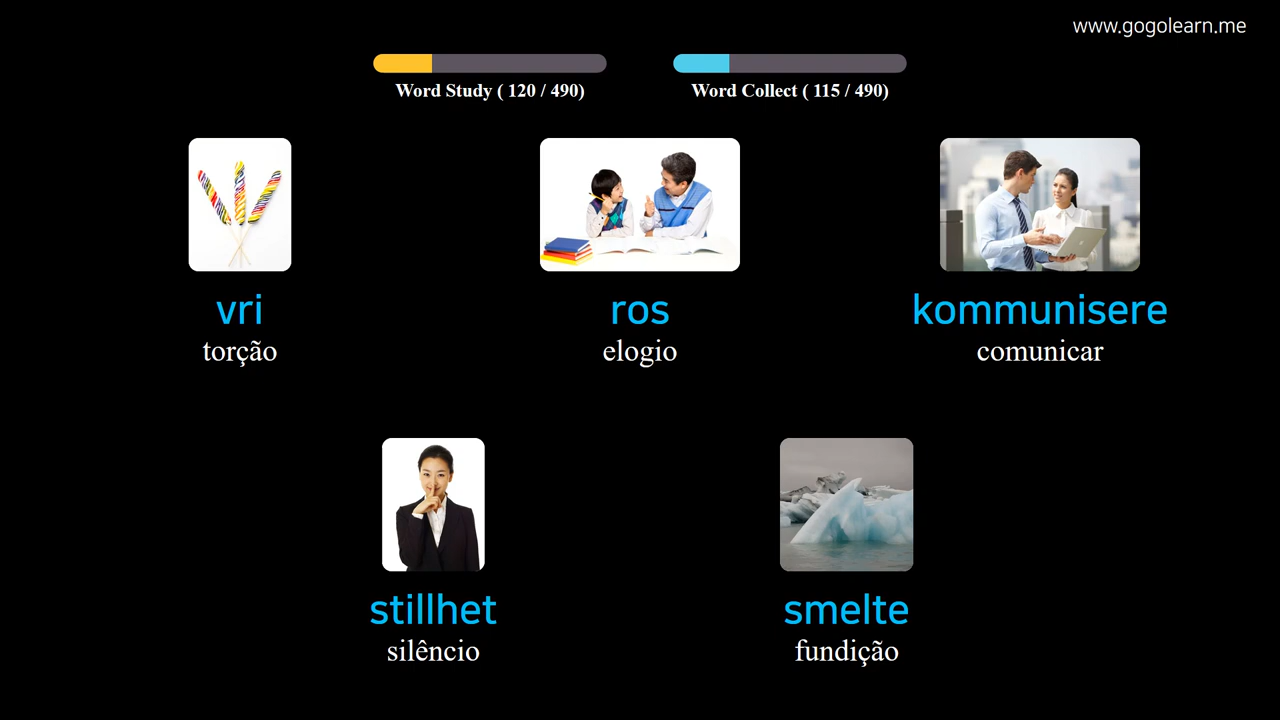 www.gogolearn.me
Word Study ( 120 / 490)
Word Collect ( 115 / 490)
vri
torção
ros
elogio
kommunisere
comunicar
stillhet
silêncio
smelte
fundição